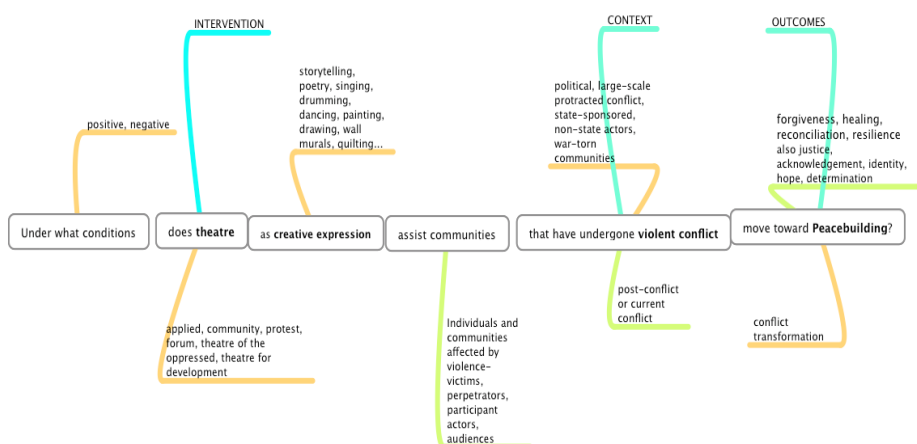 INTERVENTION
CONTEXT
OUTCOMES
storytelling,
poetry, singing,
drumming,
dancing, painting,
drawing, wall
murals, quilting...
political, large-scale
protracted conflict,
state-sponsored,
non-state actors,
war-torn
communities
positive, negative
forgiveness, healing,
reconciliation, resilience
also justice,
acknowledgement, identity,
hope, determination
Under what conditions
does theatre
as creative expression
assist communities
that have undergone violent conflict
move toward Peacebuilding?
applied, community, protest,
forum, theatre of the
oppressed, theatre for
development
Individuals and
communities
affected by
violence-
victims,
perpetrators,
participant
actors,
audiences
post-conflict
or current
conflict
conflict
transformation